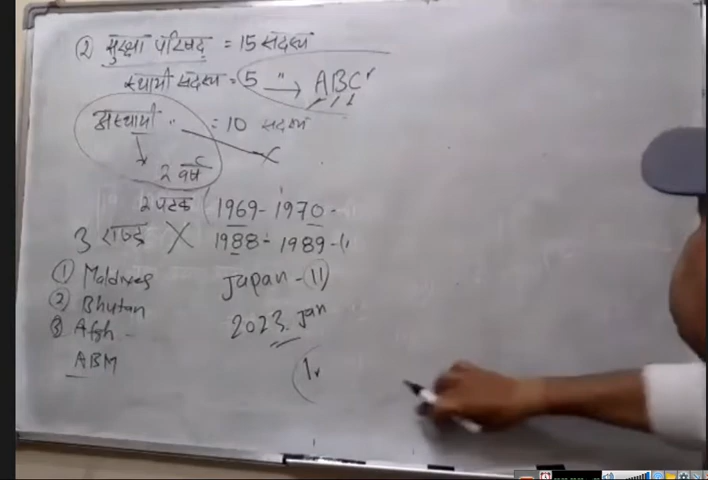 ② सुरक्षा परिषद् = 15 सदस्य
स्थायी सदस्य = 5 " → ABC
अस्थायी " = 10 सदस्य
2 वर्ष
2 पटक (1969 - 1970 -
3 राष्ट्र X 1988 - 1989 -
① Maldives Japan - ⑪
② Bhutan
③ Afgh - 2023. Jan
ABM